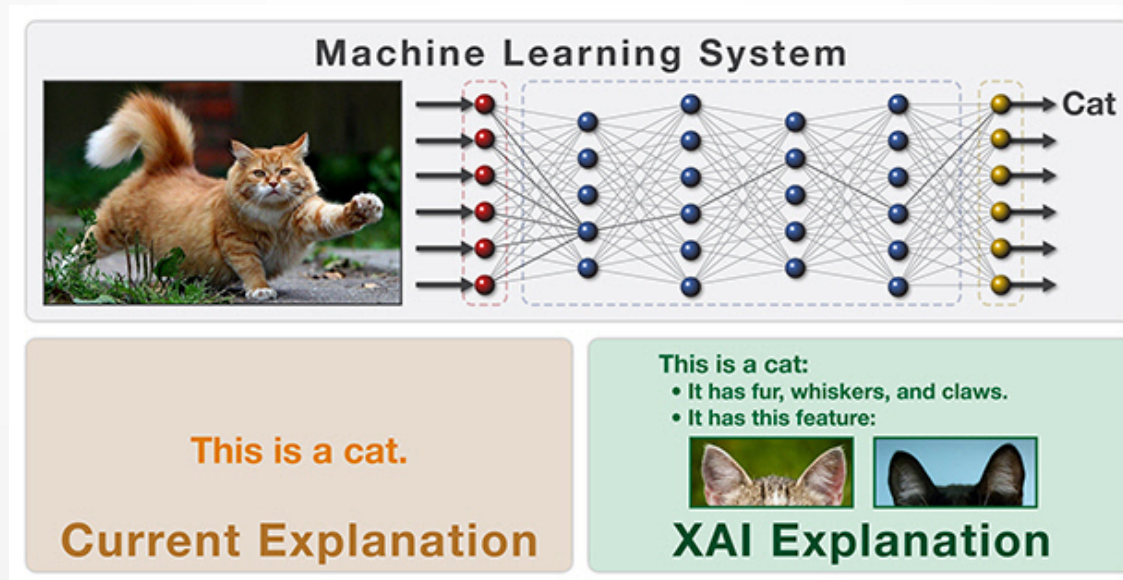 Machine Learning System
Cat
This is a cat.
Current Explanation
This is a cat:
• It has fur, whiskers, and claws.
• It has this feature:
XAI Explanation